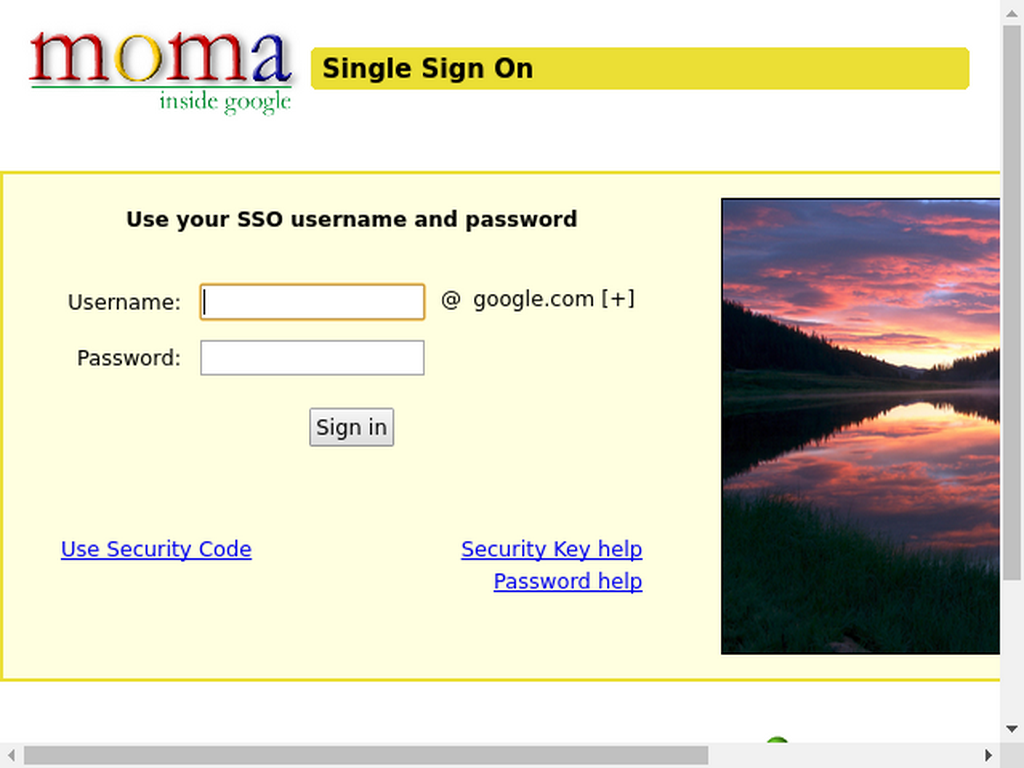 moma
inside google
Single Sign On
Use your SSO username and password
Username: @ google.com [+]
Password:
Sign in
Use Security Code
Security Key help
Password help